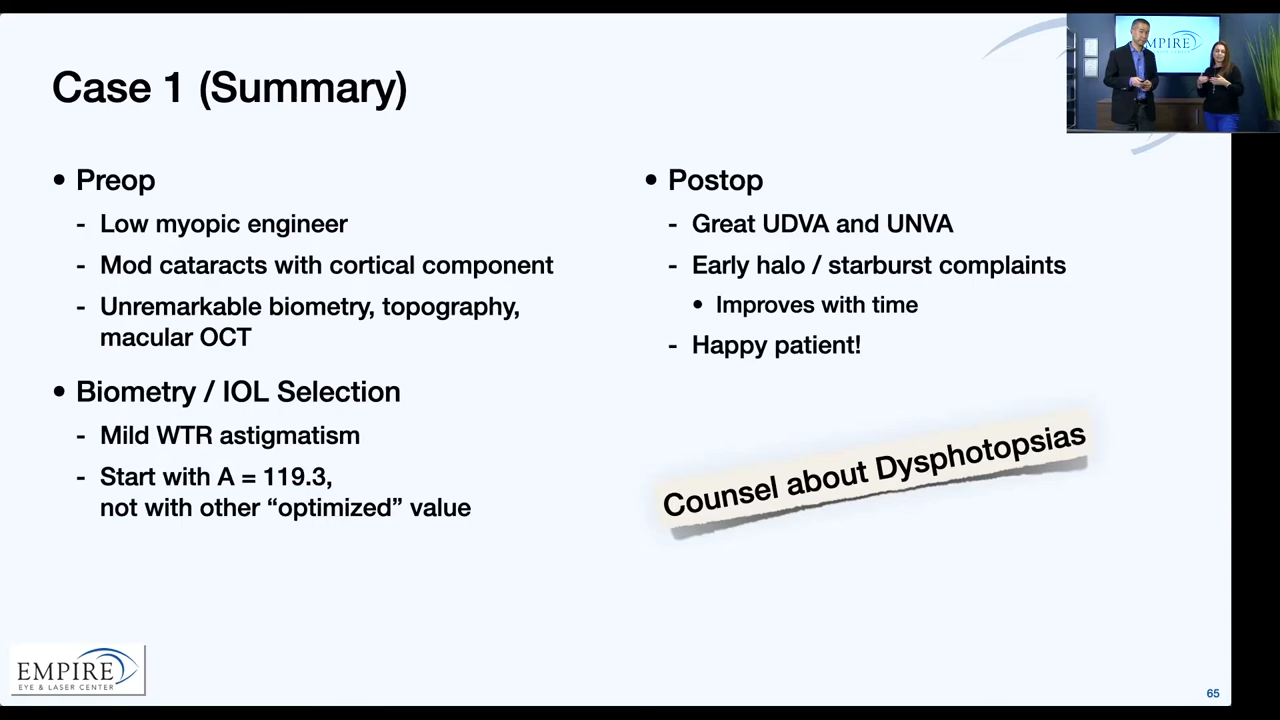 Case 1 (Summary)
• Preop
- Low myopic engineer
- Mod cataracts with cortical component
- Unremarkable biometry, topography,
macular OCT
• Biometry / IOL Selection
- Mild WTR astigmatism
- Start with A = 119.3,
not with other “optimized” value
• Postop
- Great UDVA and UNVA
- Early halo / starburst complaints
• Improves with time
- Happy patient!
Counsel about Dysphotopsias
EMPIRE
EYE & LASER CENTER
65